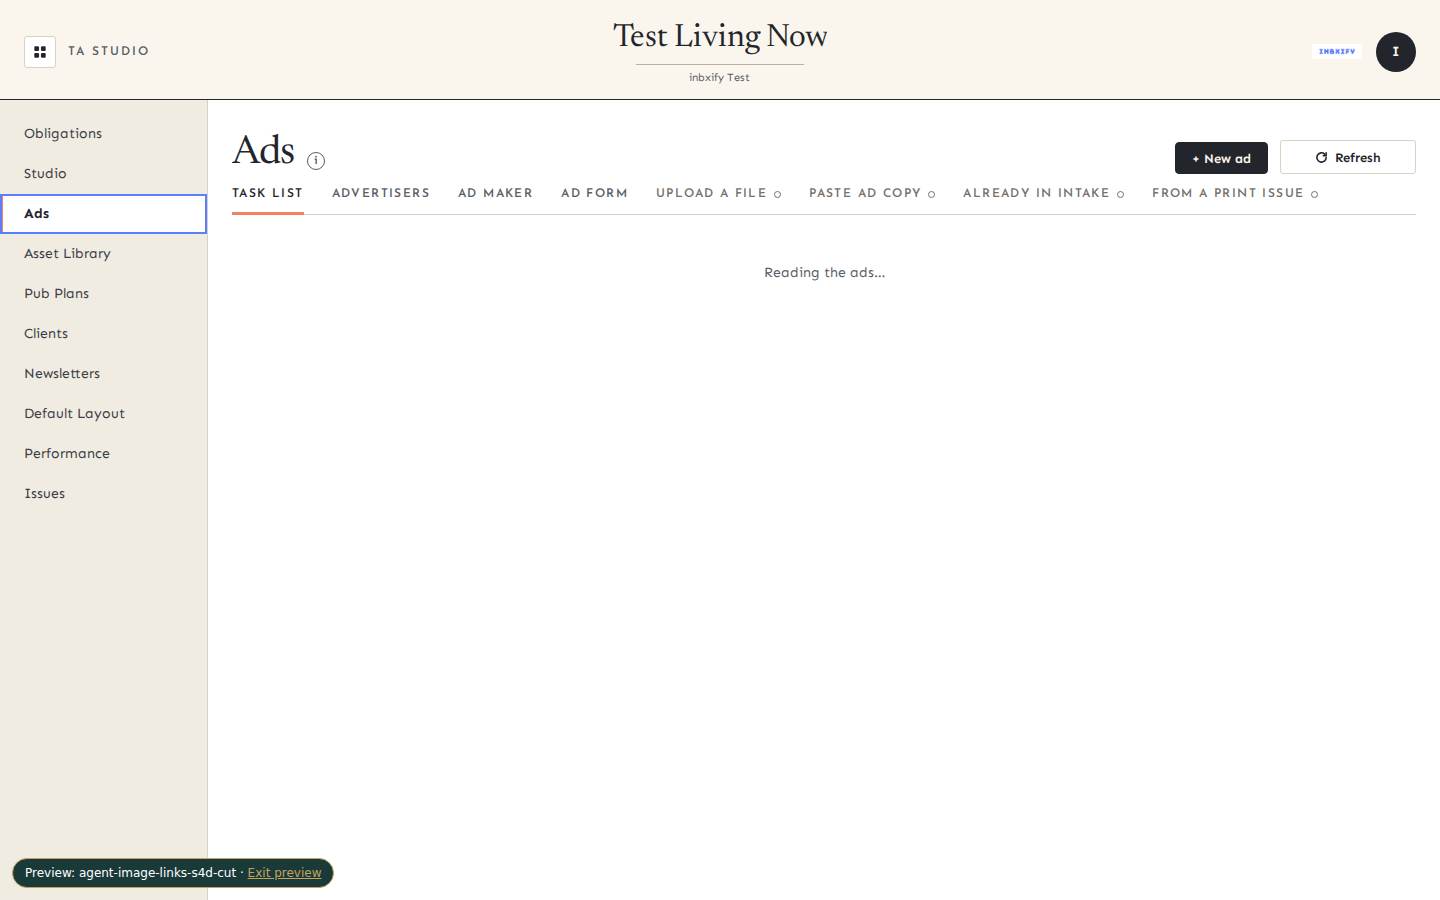 TA STUDIO
Test Living Now
inbxify Test
INBXIFY
I
Obligations
Studio
Ads
Asset Library
Pub Plans
Clients
Newsletters
Default Layout
Performance
Issues
Ads
i
+ New ad
Refresh
TASK LIST ADVERTISERS AD MAKER AD FORM UPLOAD A FILE PASTE AD COPY ALREADY IN INTAKE FROM A PRINT ISSUE
Reading the ads...
Preview: agent-image-links-s4d-cut · Exit preview